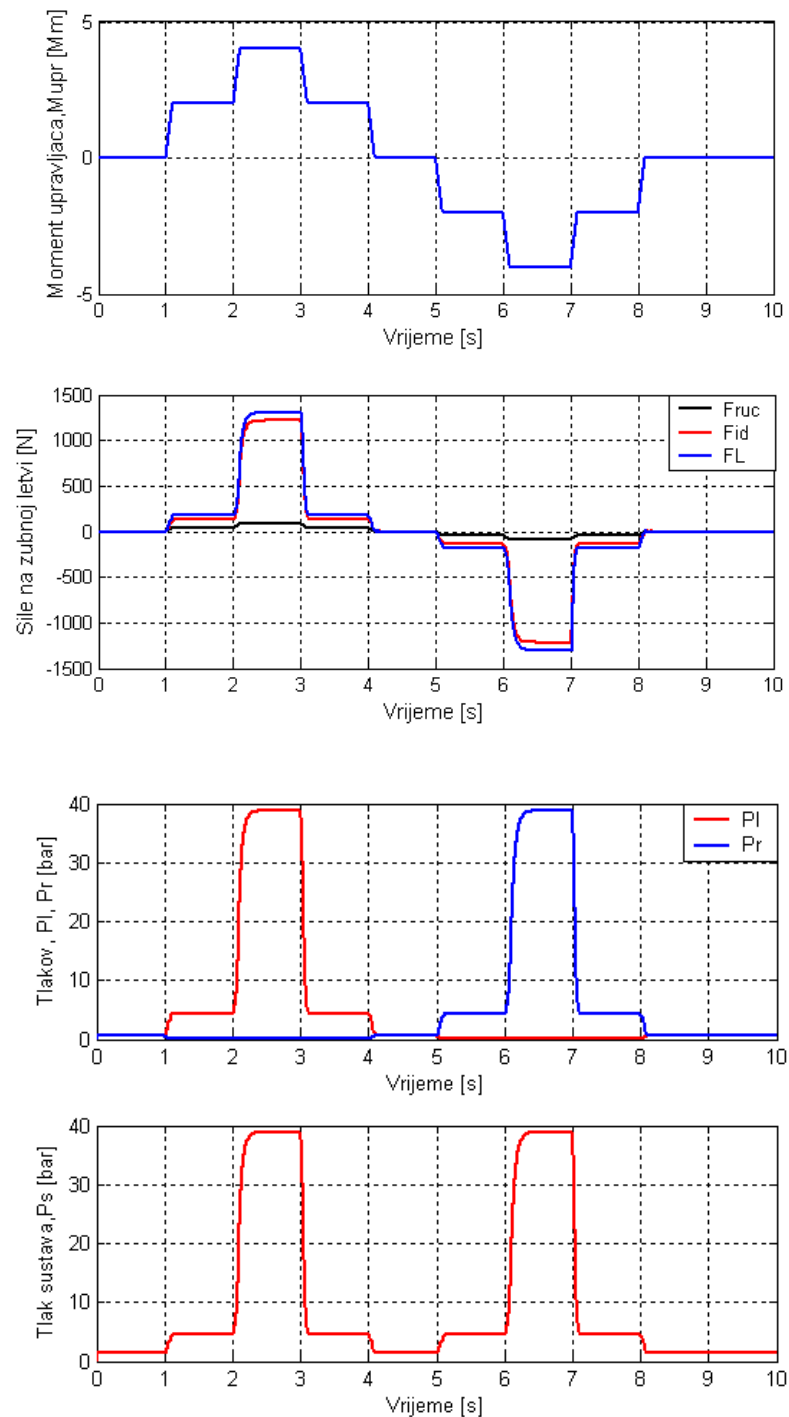 Moment upravljaca,Mupr [Mm]
5
0
-5
0 1 2 3 4 5 6 7 8 9 10
Vrijeme [s]
Sile na zubnoj letvi [N]
1500
1000
500
0
-500
-1000
-1500
Fruc
Fid
FL
0 1 2 3 4 5 6 7 8 9 10
Vrijeme [s]
Tlakov, Pl, Pr [bar]
40
30
20
10
0
Pl
Pr
0 1 2 3 4 5 6 7 8 9 10
Vrijeme [s]
Tlak sustava,Ps [bar]
40
30
20
10
0
0 1 2 3 4 5 6 7 8 9 10
Vrijeme [s]